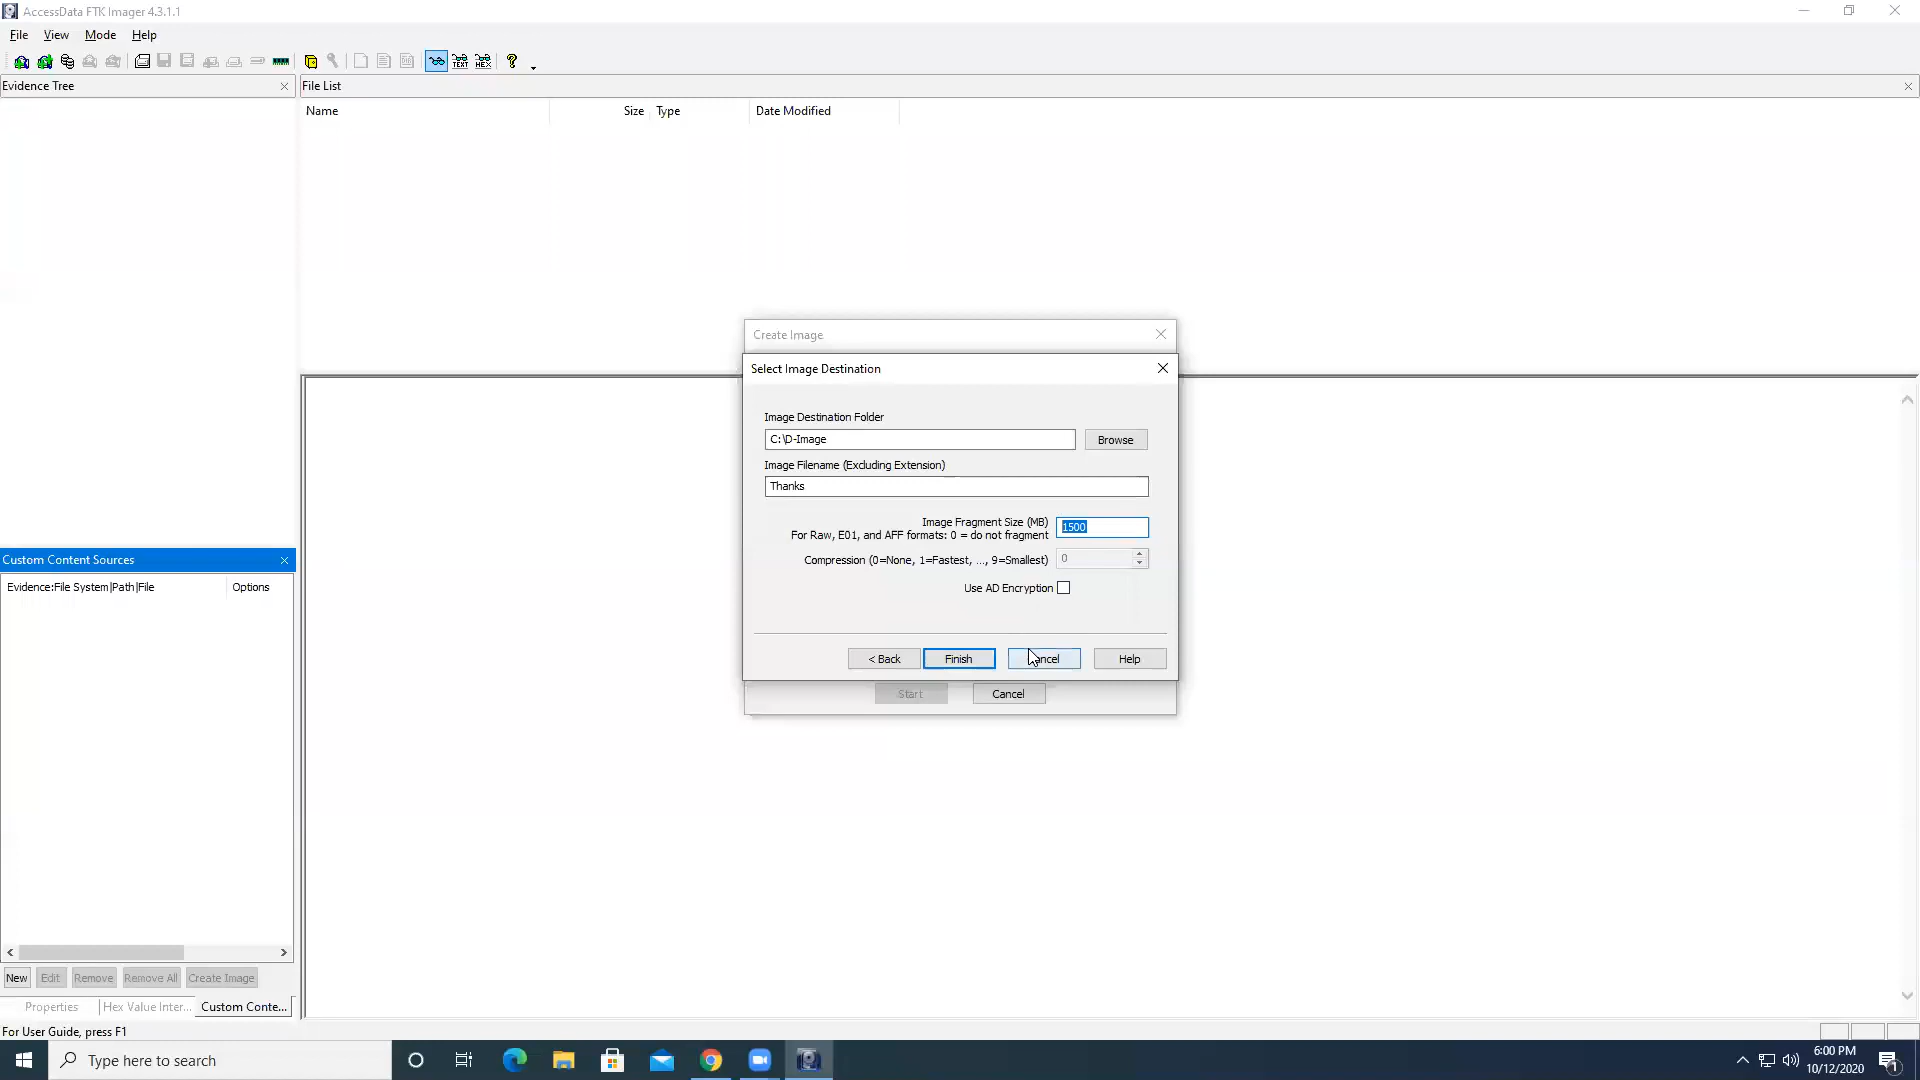 AccessData FTK Imager 4.3.1.1
File View Mode Help
TEXT HEX
Evidence Tree
File List
Name Size Type Date Modified
Create Image
Select Image Destination
Image Destination Folder
C:\D-Image
Browse
Image Filename (Excluding Extension)
Thanks
Image Fragment Size (MB)
For Raw, E01, and AFF formats: 0 = do not fragment
1500
Compression (0=None, 1=Fastest, ..., 9=Smallest)
0
Use AD Encryption
< Back Finish Cancel Help
Start Cancel
Custom Content Sources
Evidence:File System|Path|File Options
New Edit Remove Remove All Create Image
Properties Hex Value Inter... Custom Conte...
For User Guide, press F1
Type here to search
6:00 PM
10/12/2020
1